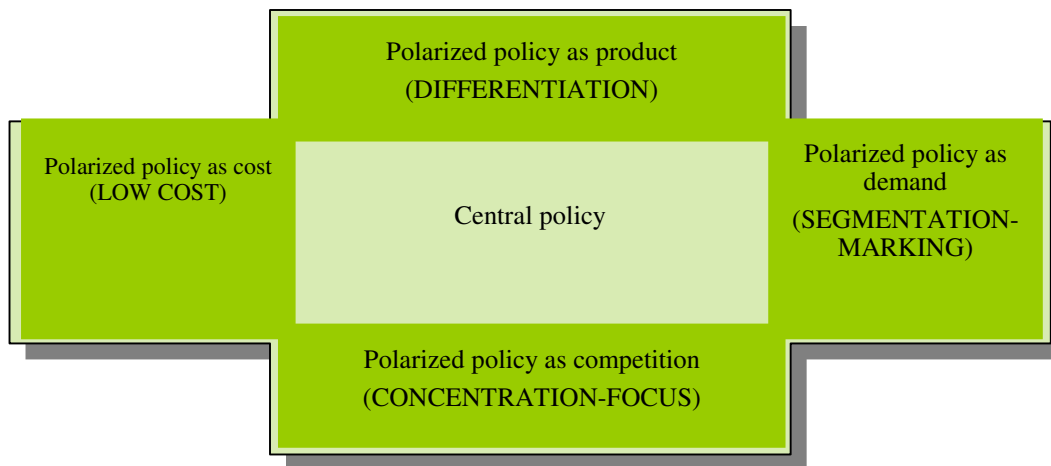 Polarized policy as product
(DIFFERENTIATION)
Polarized policy as cost
(LOW COST)
Central policy
Polarized policy as
demand
(SEGMENTATION-
MARKING)
Polarized policy as competition
(CONCENTRATION-FOCUS)